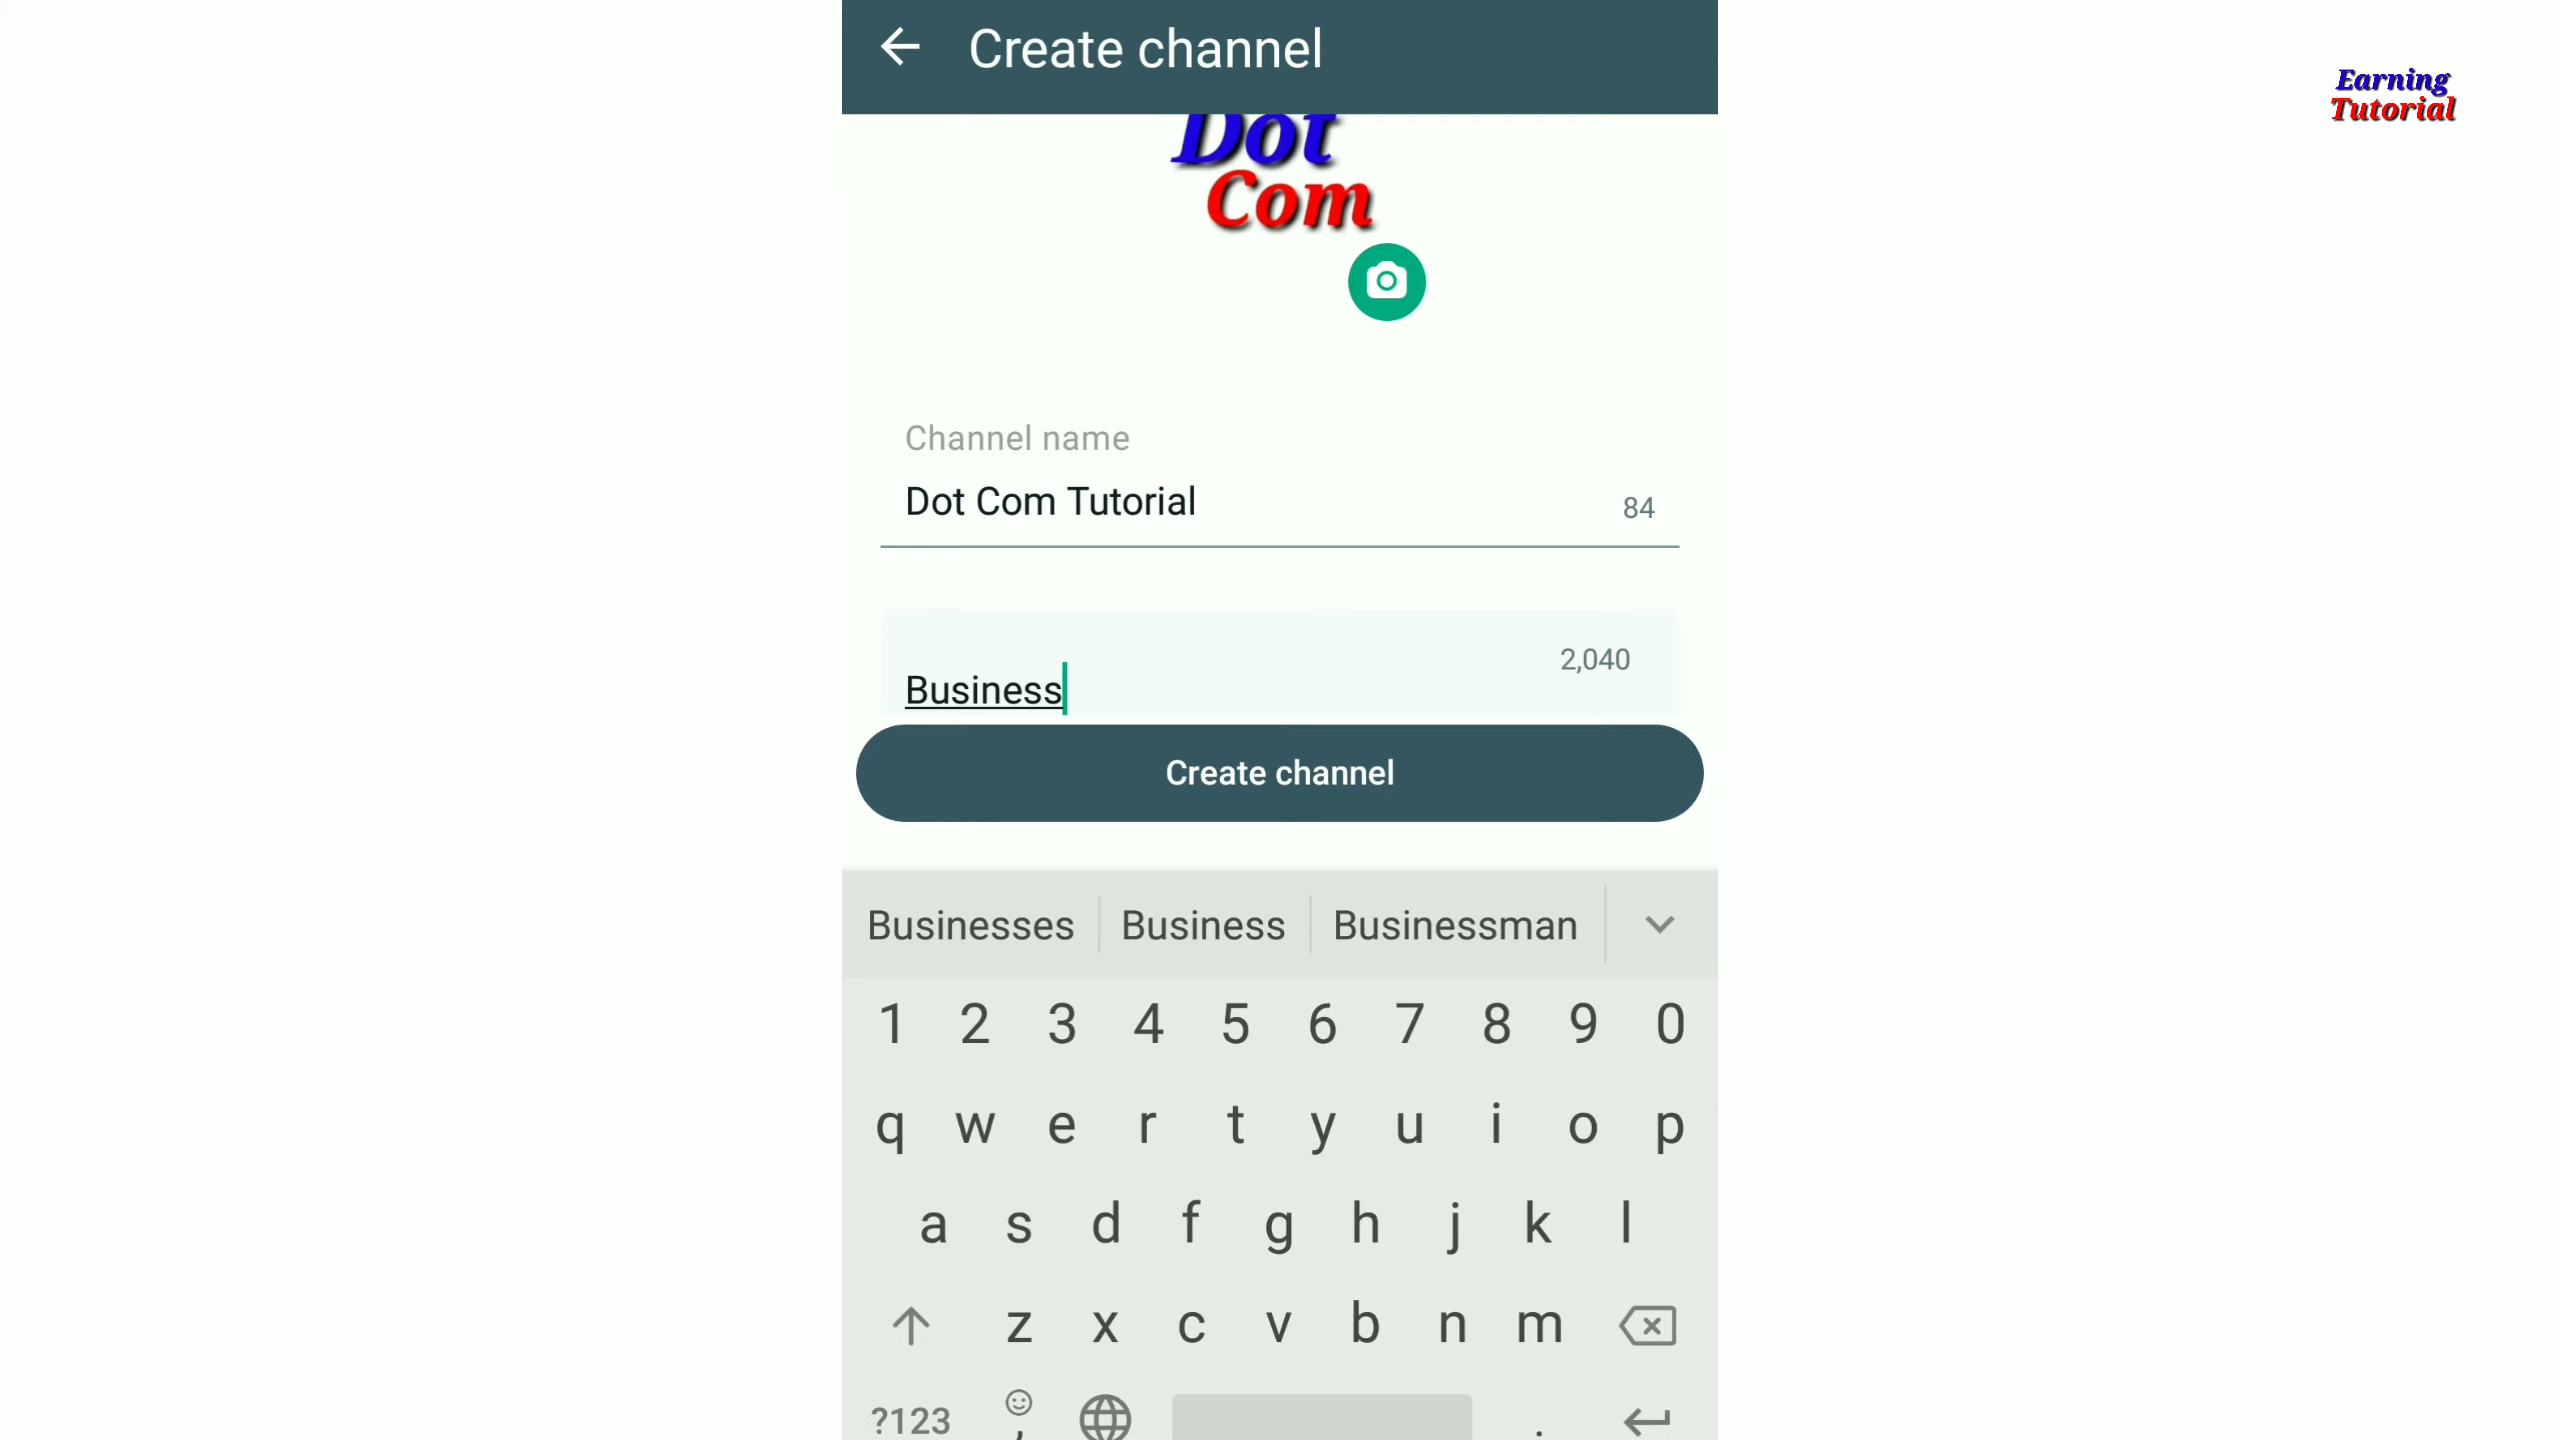 Create channel
Earning
Tutorial
Dot
Com
Channel name
Dot Com Tutorial 84
2,040
Business
Create channel
Businesses Business Businessman
1 2 3 4 5 6 7 8 9 0
q w e r t y u i o p
a s d f g h j k l
z x c v b n m
?123 , .